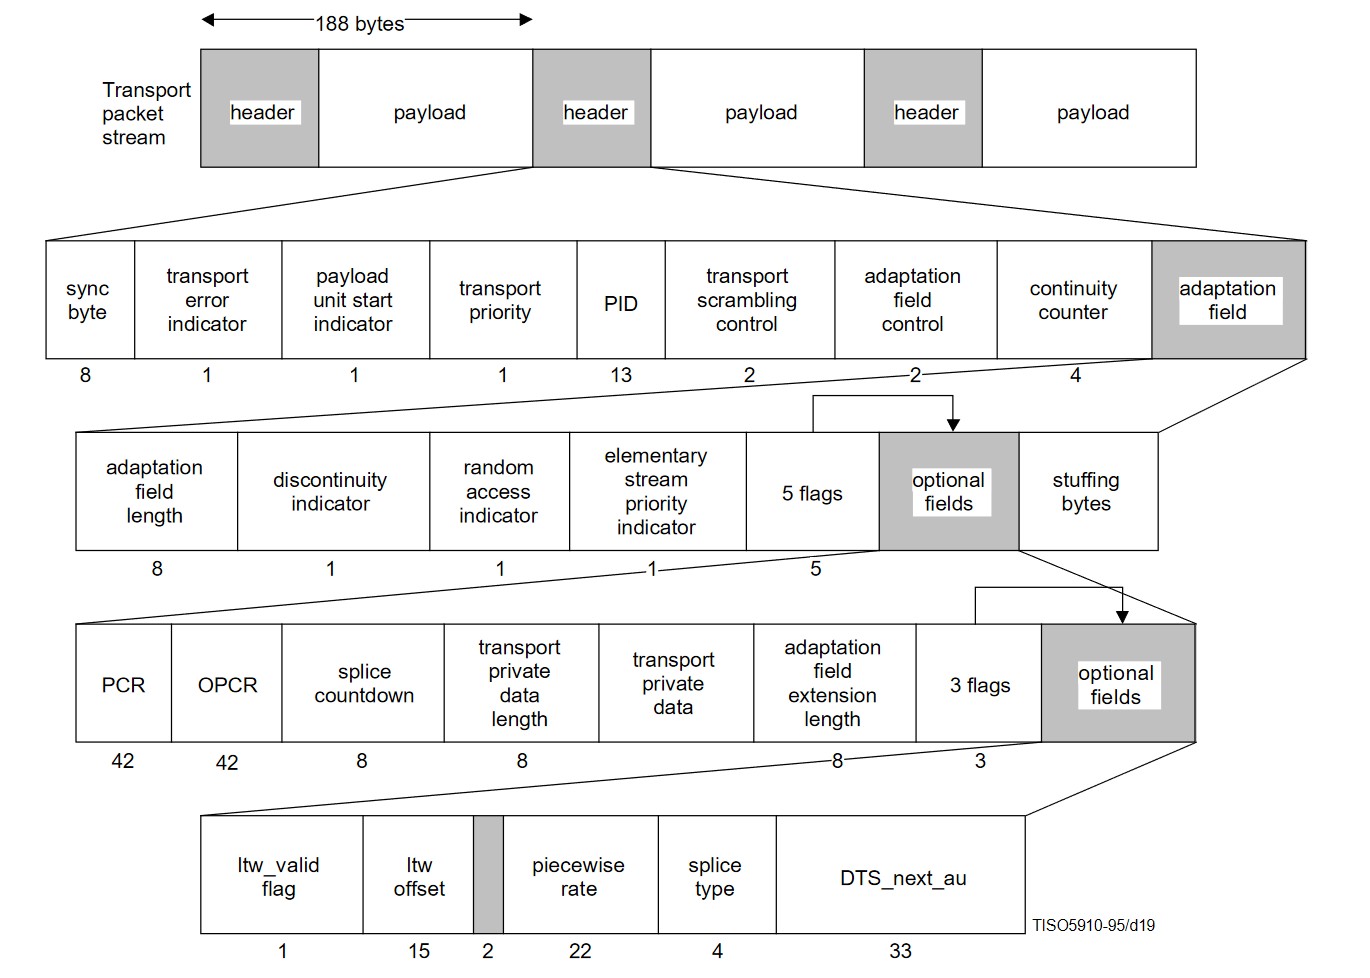 188 bytes
Transport
packet
stream
header
payload
header
payload
header
payload
sync
byte
transport
error
indicator
payload
unit start
indicator
transport
priority
PID
transport
scrambling
control
adaptation
field
control
continuity
counter
adaptation
field
8
1
1
1
13
2
2
4
adaptation
field
length
discontinuity
indicator
random
access
indicator
elementary
stream
priority
indicator
5 flags
optional
fields
stuffing
bytes
8
1
1
1
5
PCR
OPCR
splice
countdown
transport
private
data
length
transport
private
data
adaptation
field
extension
length
3 flags
optional
fields
42
42
8
8
8
3
ltw_valid
flag
ltw
offset
piecewise
rate
splice
type
DTS_next_au
TISO5910-95/d19
1
15
2
22
4
33